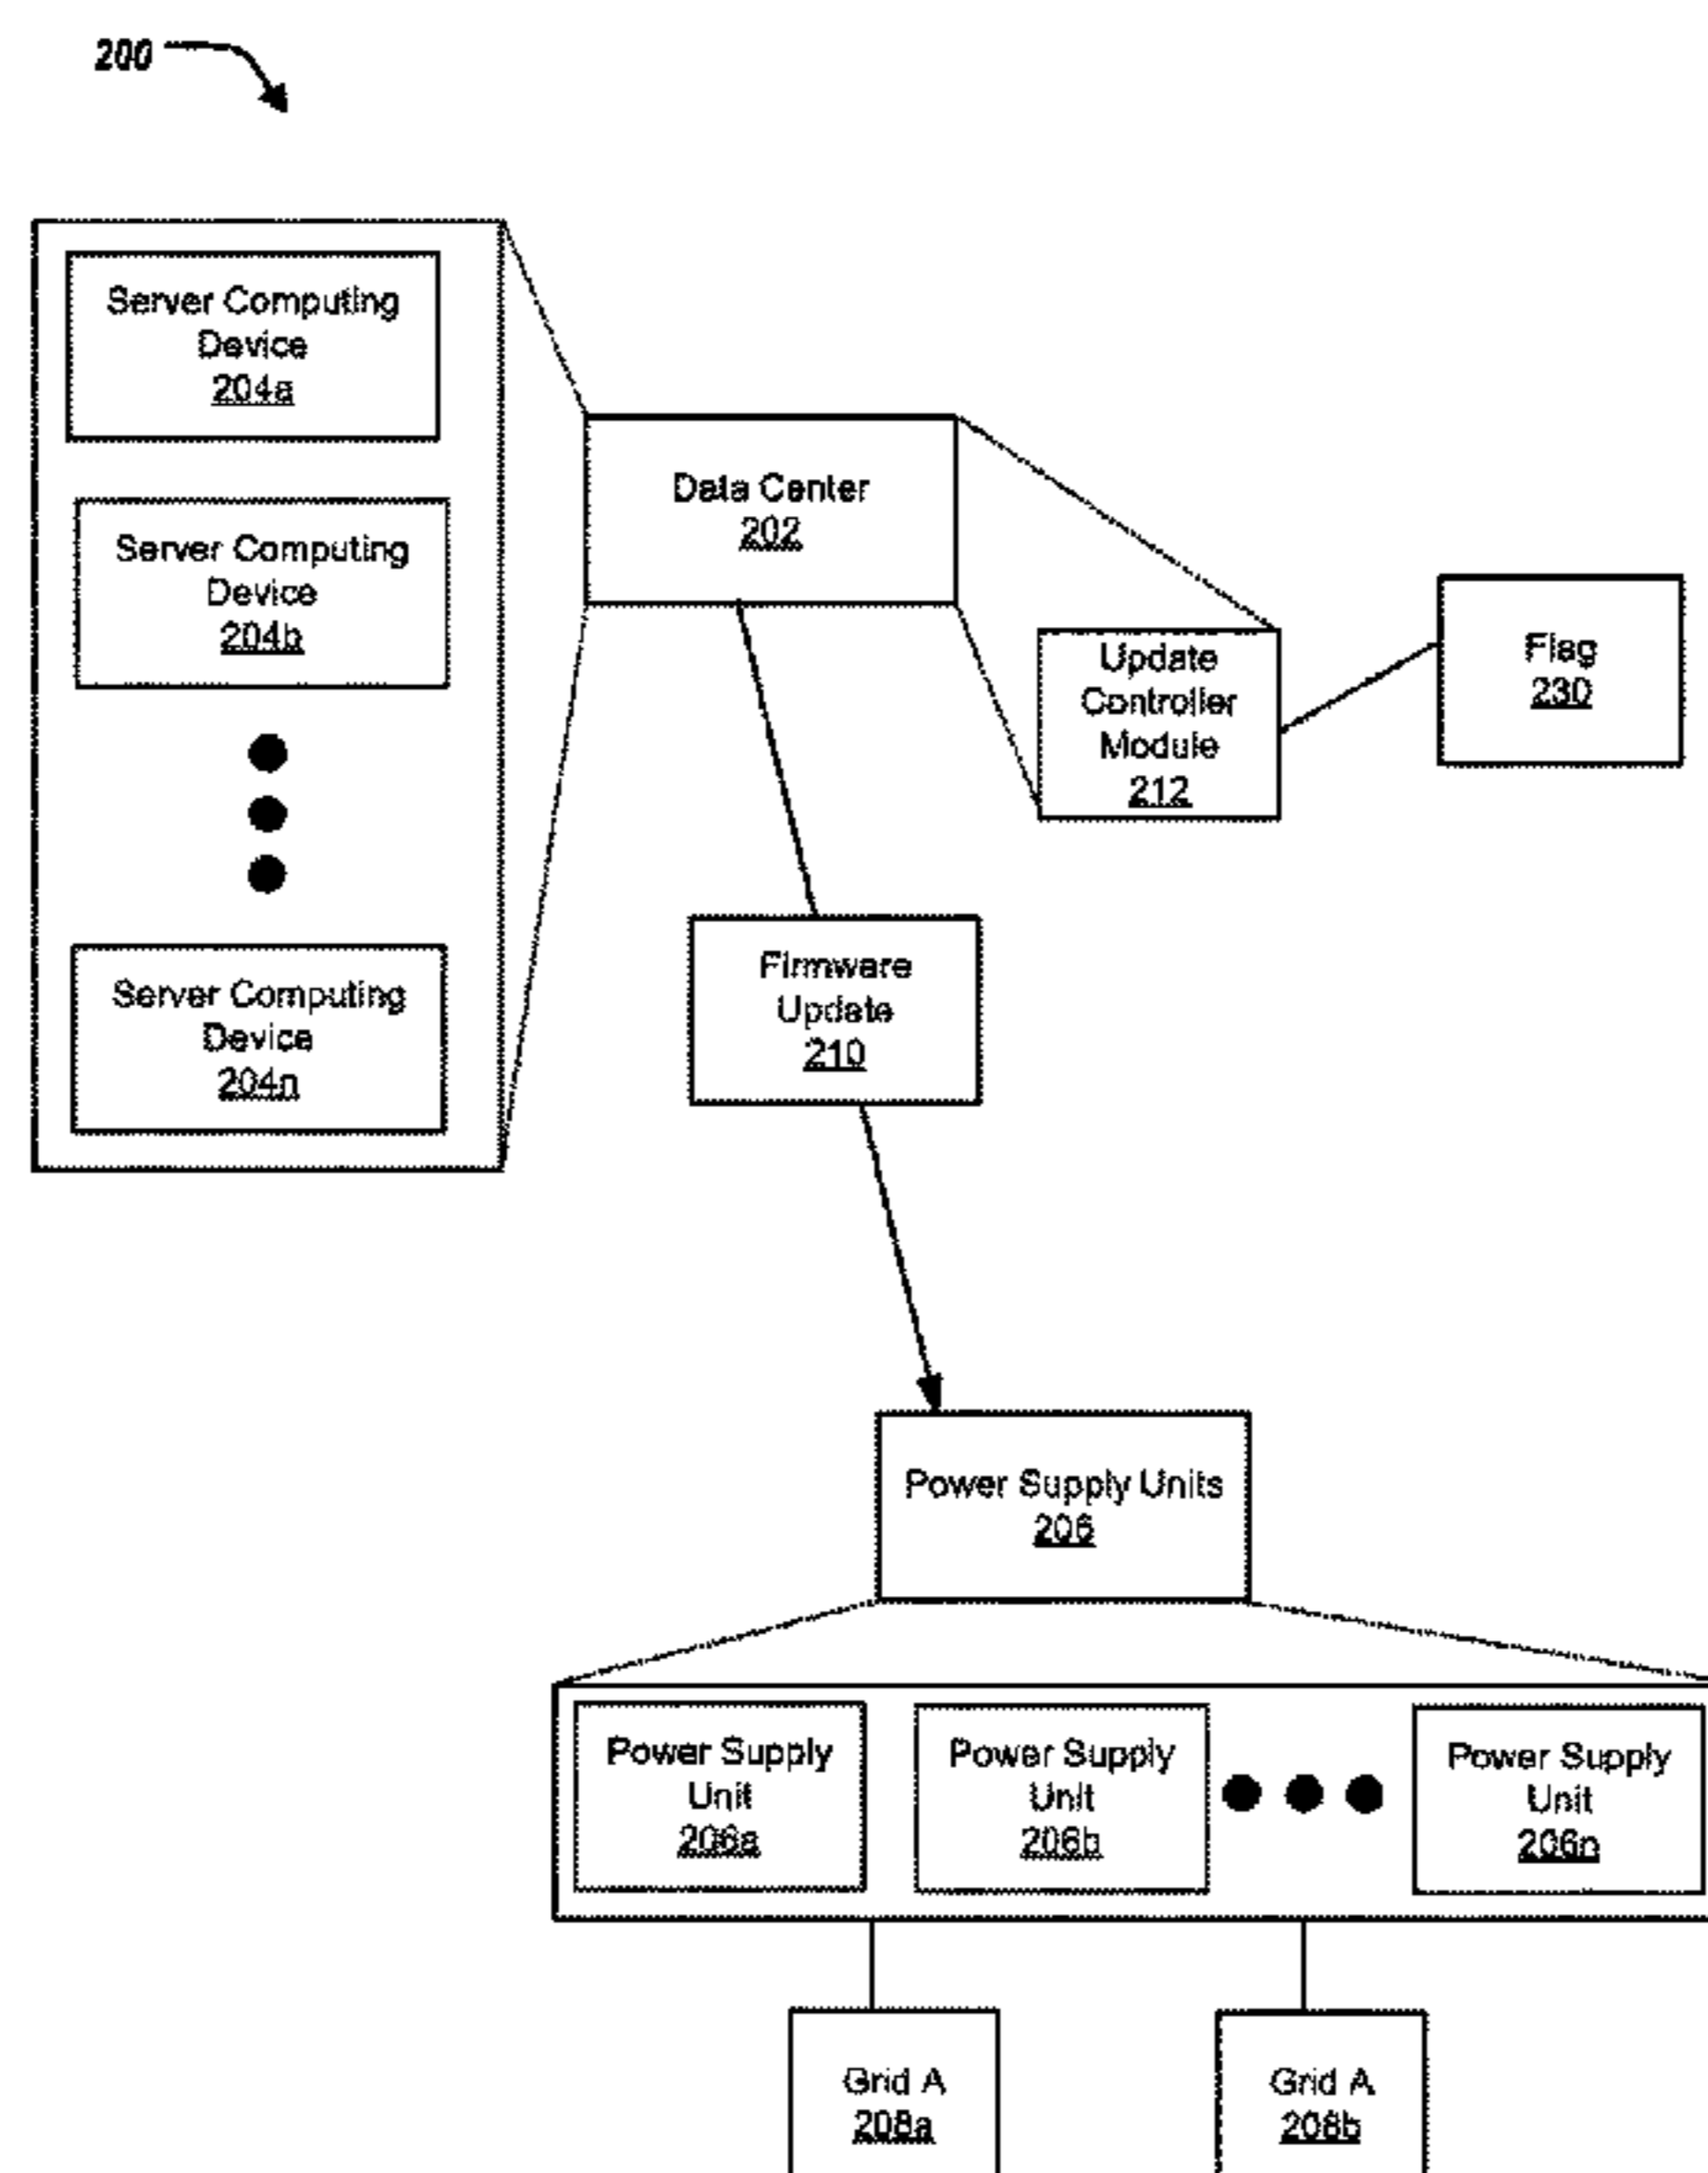 200
Server Computing
Device
204a
Server Computing
Device
204b
Server Computing
Device
204n
Data Center
202
Update
Controller
Module
212
Flag
230
Firmware
Update
210
Power Supply Units
206
Power Supply
Unit
206a
Power Supply
Unit
206b
Power Supply
Unit
206n
Grid A
208a
Grid A
208b